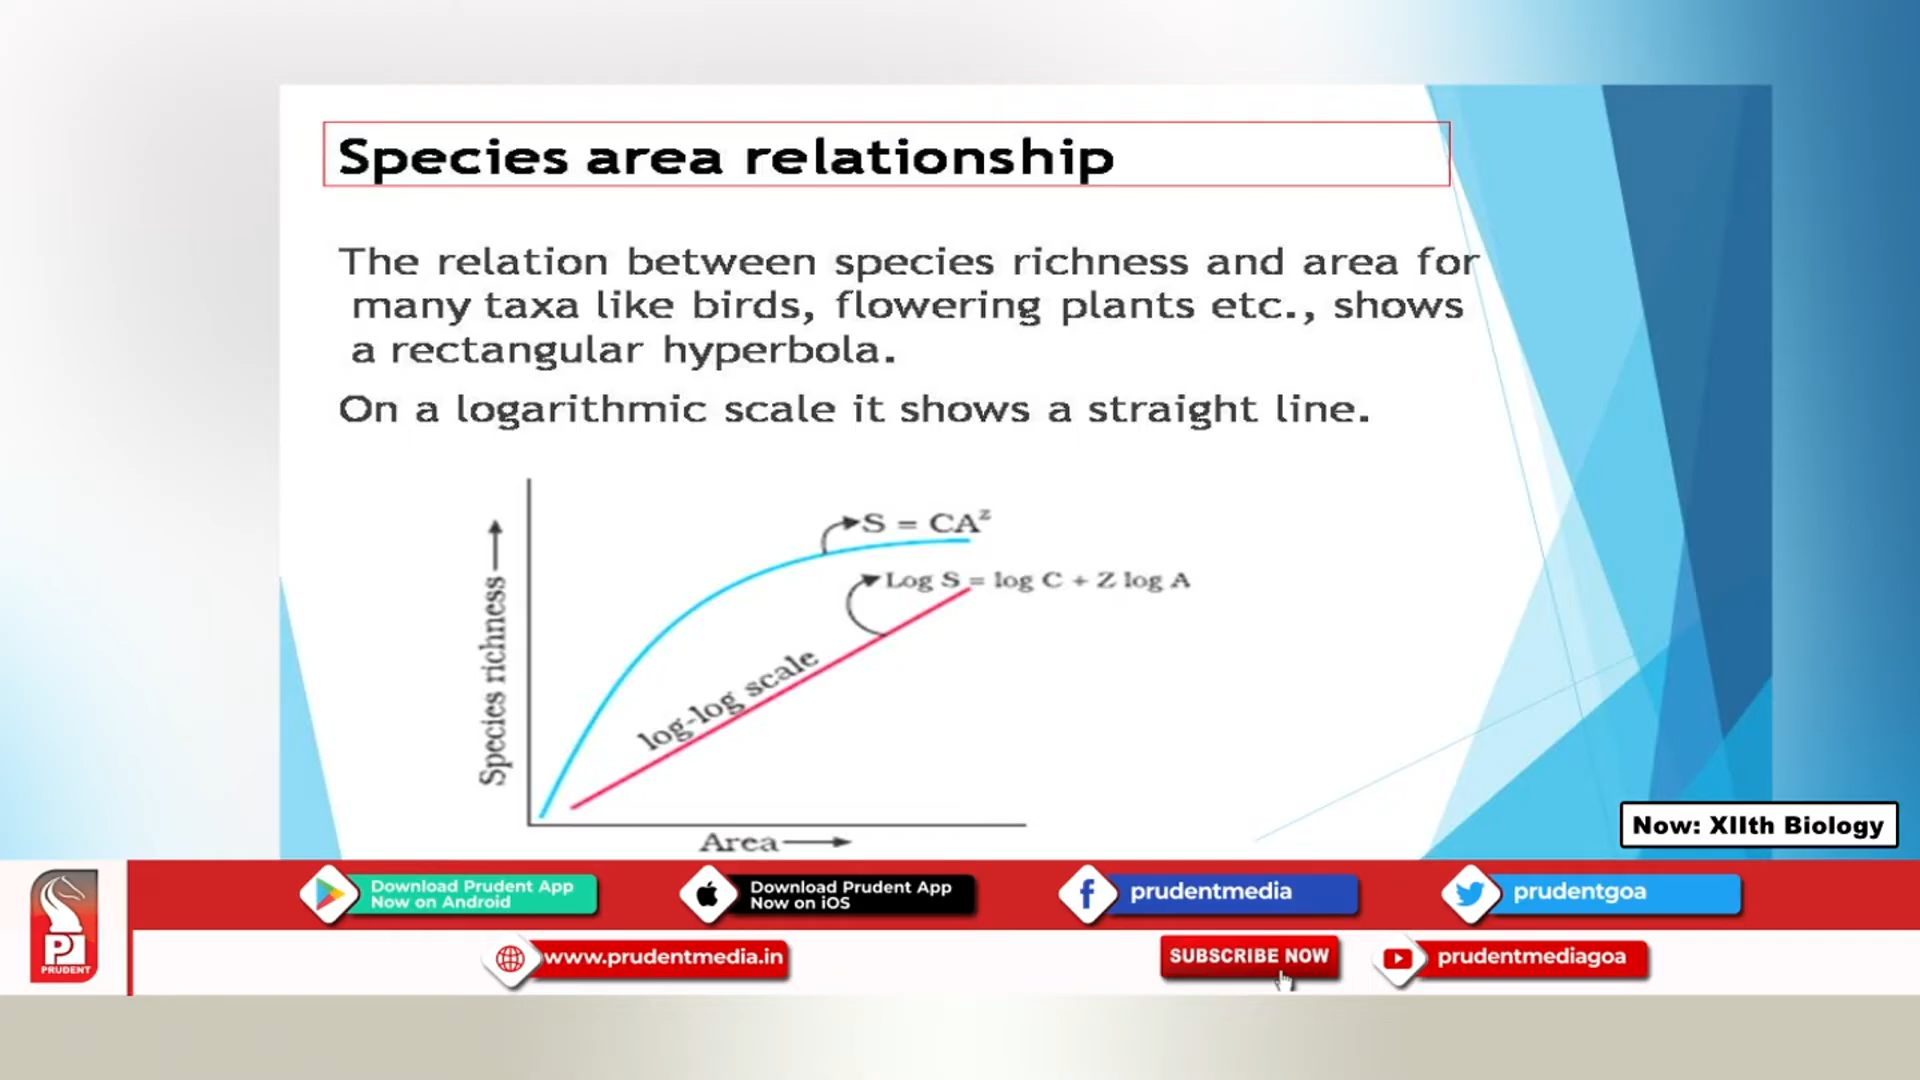 Species area relationship
The relation between species richness and area for
many taxa like birds, flowering plants etc., shows
a rectangular hyperbola.
On a logarithmic scale it shows a straight line.
S = CAᶻ
Log S = log C + Z log A
log-log scale
Species richness
Area
Now: XIIth Biology
Download Prudent App
Now on Android
Download Prudent App
Now on iOS
prudentmedia
prudentgoa
PRUDENT
www.prudentmedia.in
SUBSCRIBE NOW
prudentmediagoa